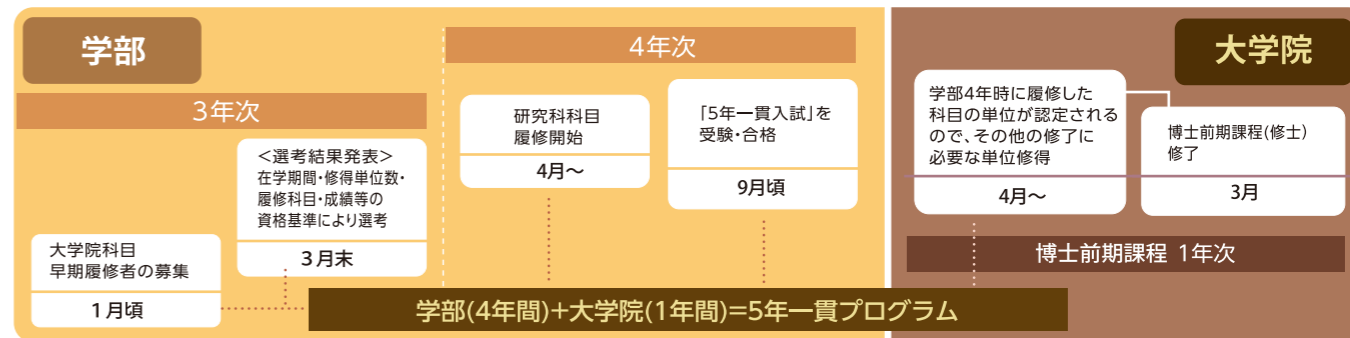 学部
3年次
大学院科目
早期履修者の募集
1月頃
＜選考結果発表＞
在学期間・修得単位数・
履修科目・成績等の
資格基準により選考
3月末
4年次
研究科科目
履修開始
4月～
「5年一貫入試」を
受験・合格
9月頃
大学院
学部4年時に履修した
科目の単位が認定される
ので、その他の修了に
必要な単位修得
4月～
博士前期課程(修士)
修了
3月
博士前期課程 1年次
学部(4年間)+大学院(1年間)=5年一貫プログラム